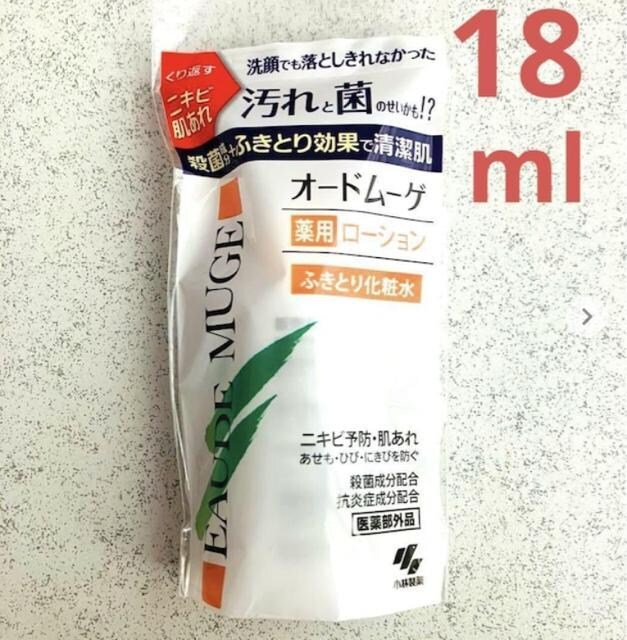 18
ml
くり返す
ニキビ
肌あれ
洗顔でも落としきれなかった
汚れと菌のせいかも!?
殺菌成分+ふきとり効果で清潔肌
オードムーゲ
薬用ローション
ふきとり化粧水
EAUDE MUGE
ニキビ予防・肌あれ
あせも・ひび・にきびを防ぐ
殺菌成分配合
抗炎症成分配合
医薬部外品
小林製薬